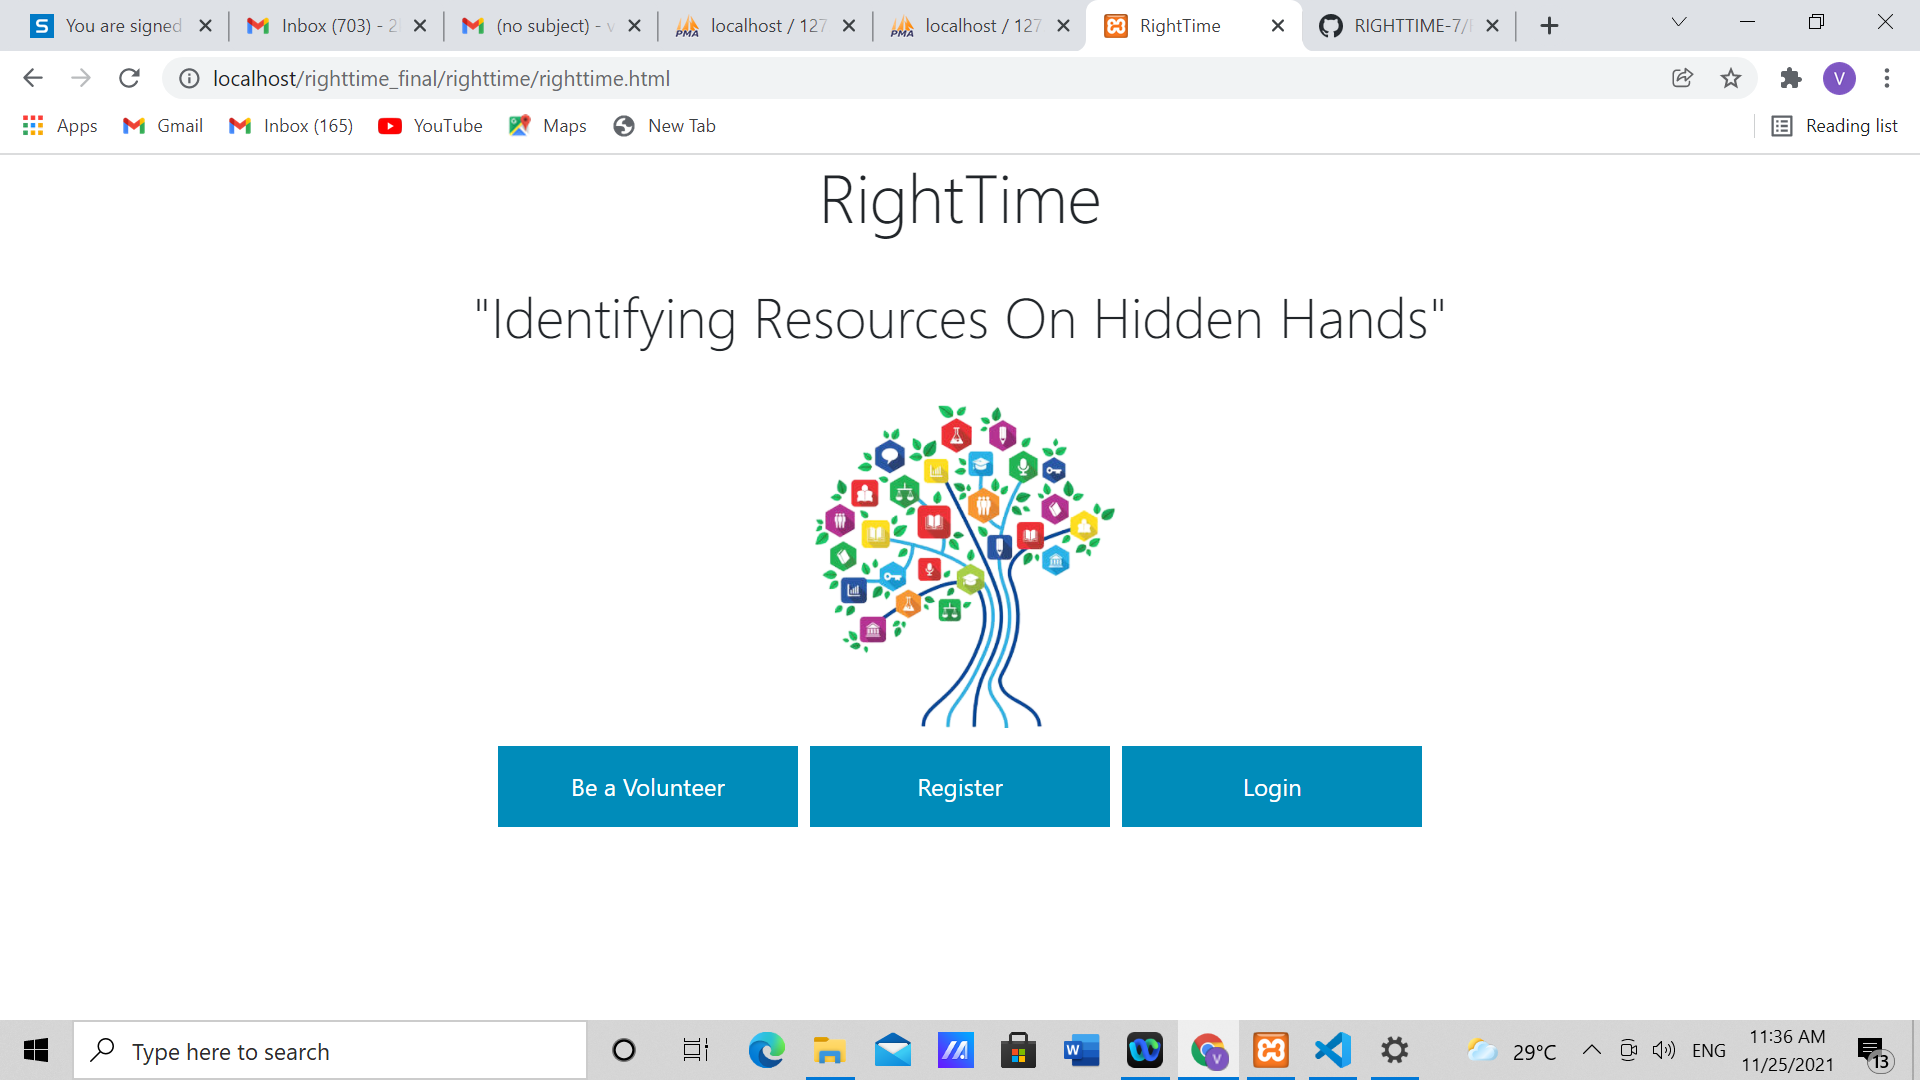 You are signed
Inbox (703) - 2
(no subject) - v
localhost / 127
localhost / 127
RightTime
RIGHTTIME-7/
localhost/righttime_final/righttime/righttime.html
V
Apps
Gmail
Inbox (165)
YouTube
Maps
New Tab
Reading list
RightTime
"Identifying Resources On Hidden Hands"
Be a Volunteer
Register
Login
Type here to search
29°C
ENG
11:36 AM
11/25/2021
13